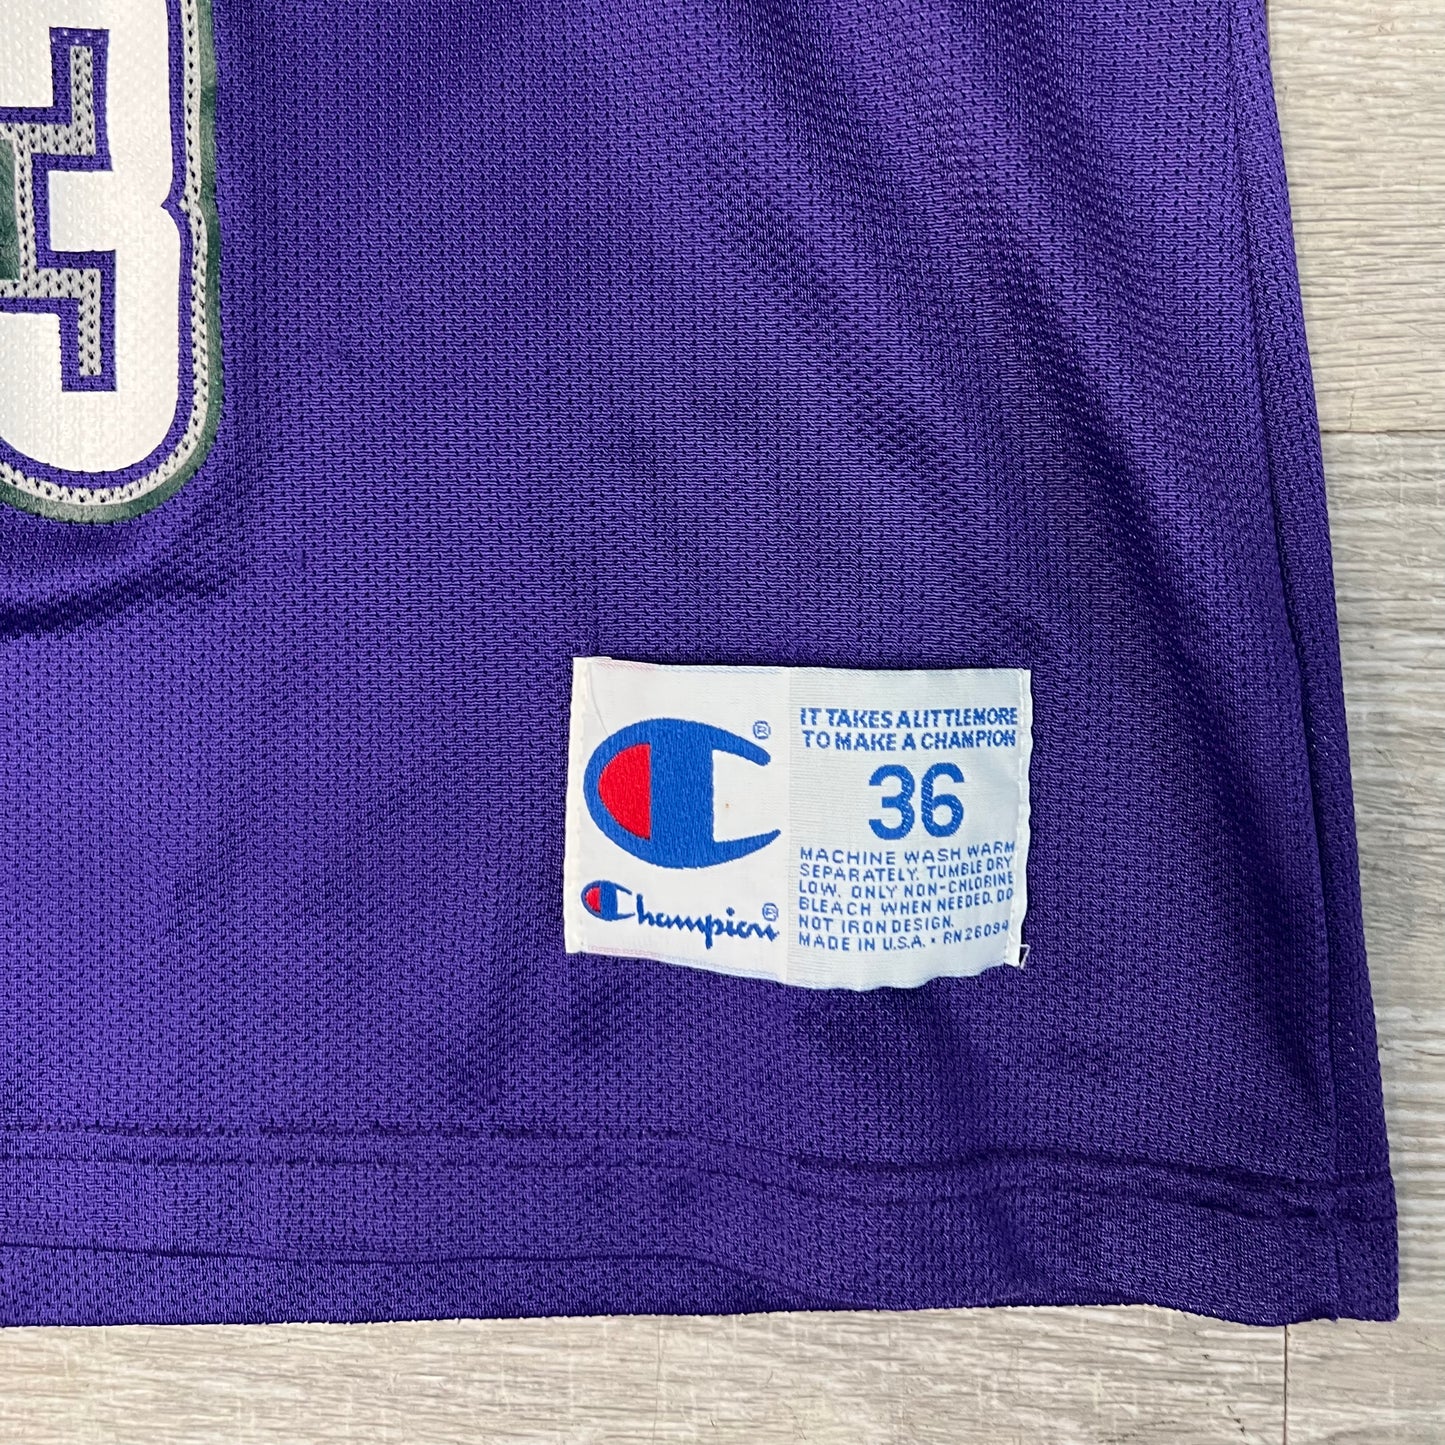 3
IT TAKES A LITTLE MORE
TO MAKE A CHAMPION
36
MACHINE WASH WARM
SEPARATELY. TUMBLE DRY
LOW. ONLY NON-CHLORINE
BLEACH WHEN NEEDED. DO
NOT IRON DESIGN.
MADE IN U.S.A. • RN26094
®
Champion®